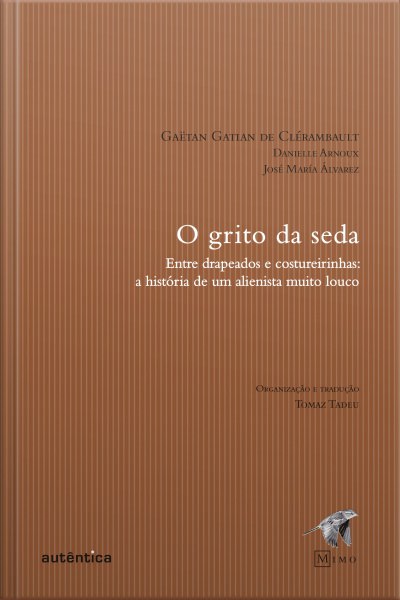 Gaëtan Gatian de Clérambault
Danielle Arnoux
José María Álvarez
O grito da seda
Entre drapeados e costureirinhas:
a história de um alienista muito louco
Organização e tradução
Tomaz Tadeu
autêntica
Mimo